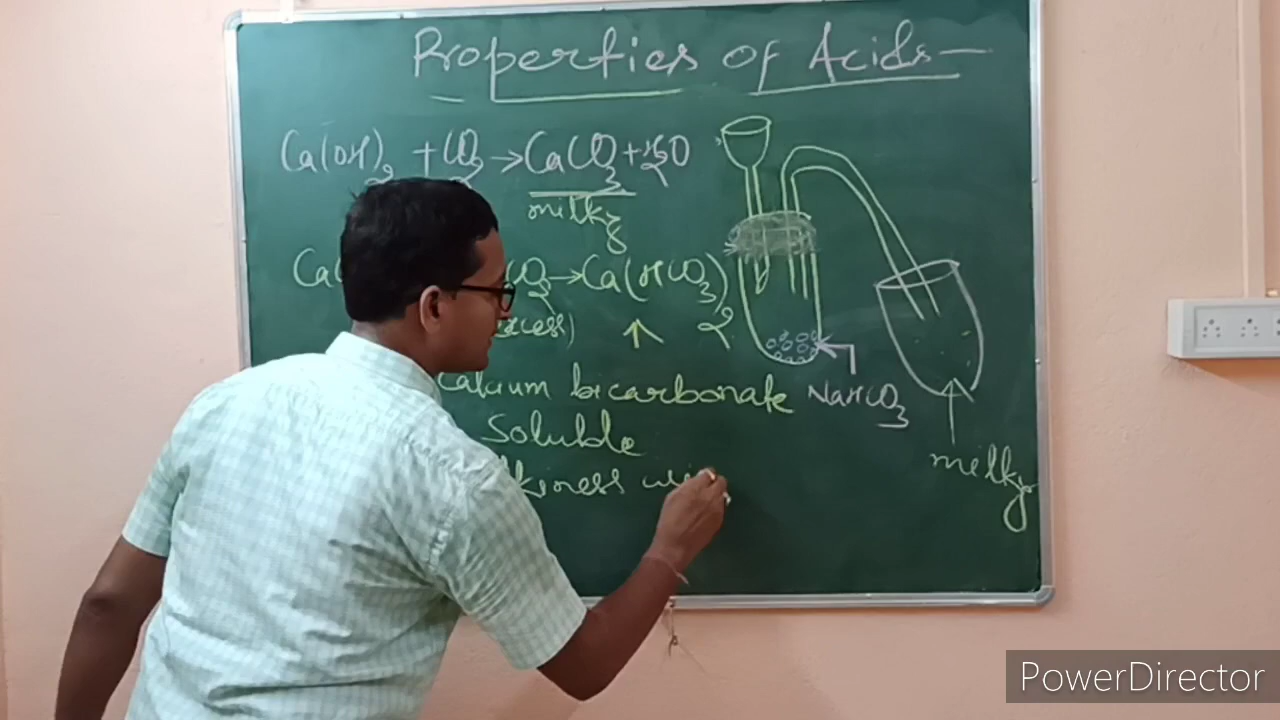 Properties of Acids-
Ca(OH)2 + CO2 → CaCO3 + H2O
milky
CO2 → Ca(HCO3)2
Calcium bicarbonate
NaHCO3
Soluble
milky
PowerDirector